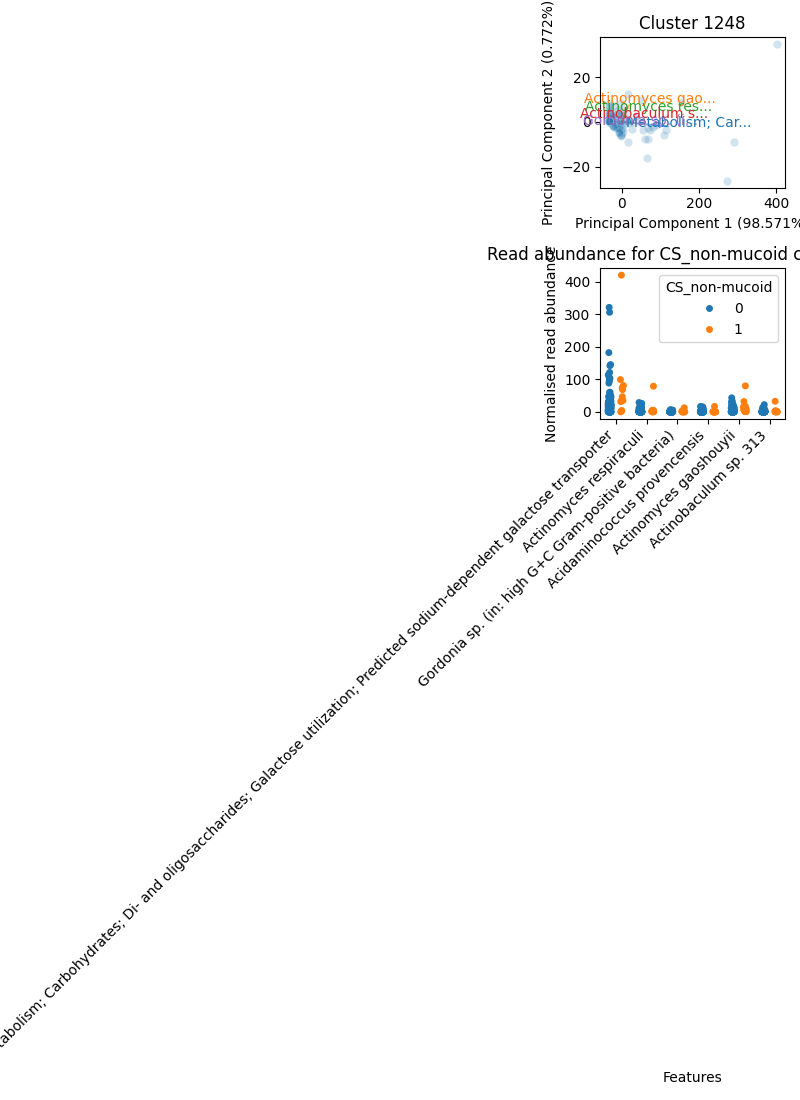 Cluster 1248
Principal Component 2 (0.772%)
20
0
−20
Actinomyces gao...
Actinomyces res...
Actinobaculum s...
Metabolism; Car...
0
200
400
Principal Component 1 (98.571%
Read abundance for CS_non-mucoid c
Normalised read abundance
400
300
200
100
0
CS_non-mucoid
0
1
tabolism; Carbohydrates; Di- and oligosaccharides; Galactose utilization; Predicted sodium-dependent galactose transporter
Actinomyces respiraculi
Gordonia sp. (in: high G+C Gram-positive bacteria)
Acidaminococcus provencensis
Actinomyces gaoshouyii
Actinobaculum sp. 313
Features